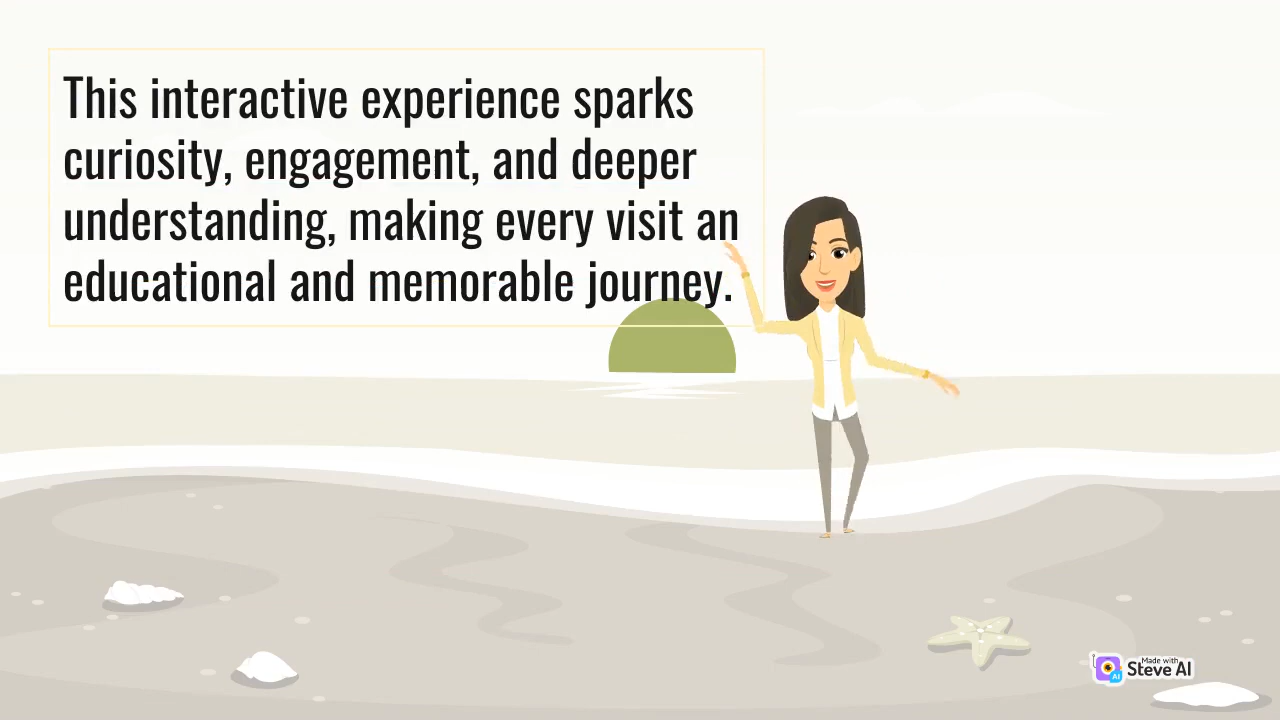 This interactive experience sparks
curiosity, engagement, and deeper
understanding, making every visit an
educational and memorable journey.
Made with
Steve AI
AI